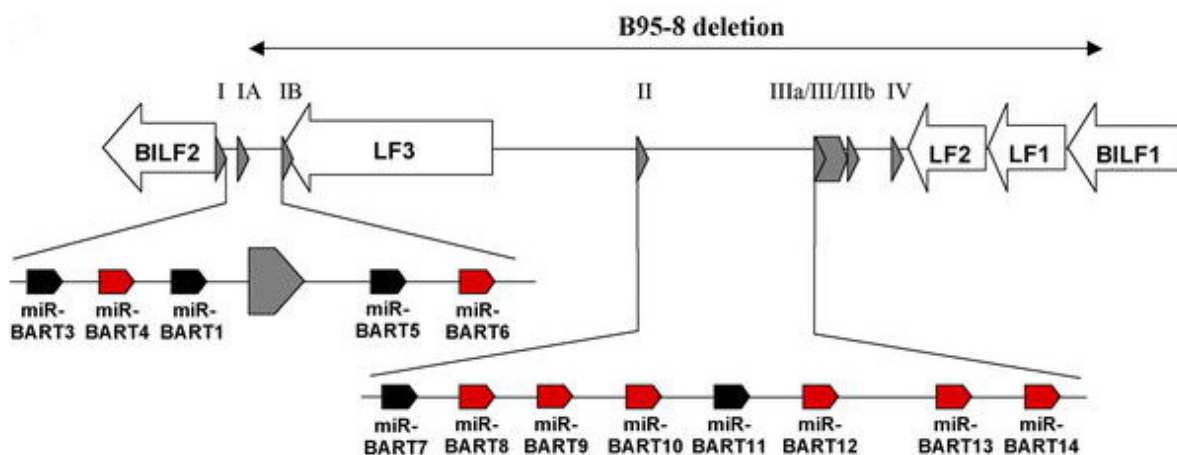 B95-8 deletion
I IA IB II IIIa/III/IIIb IV
BILF2 LF3 LF2 LF1 BILF1
miR-BART3 miR-BART4 miR-BART1 miR-BART5 miR-BART6
miR-BART7 miR-BART8 miR-BART9 miR-BART10 miR-BART11 miR-BART12 miR-BART13 miR-BART14